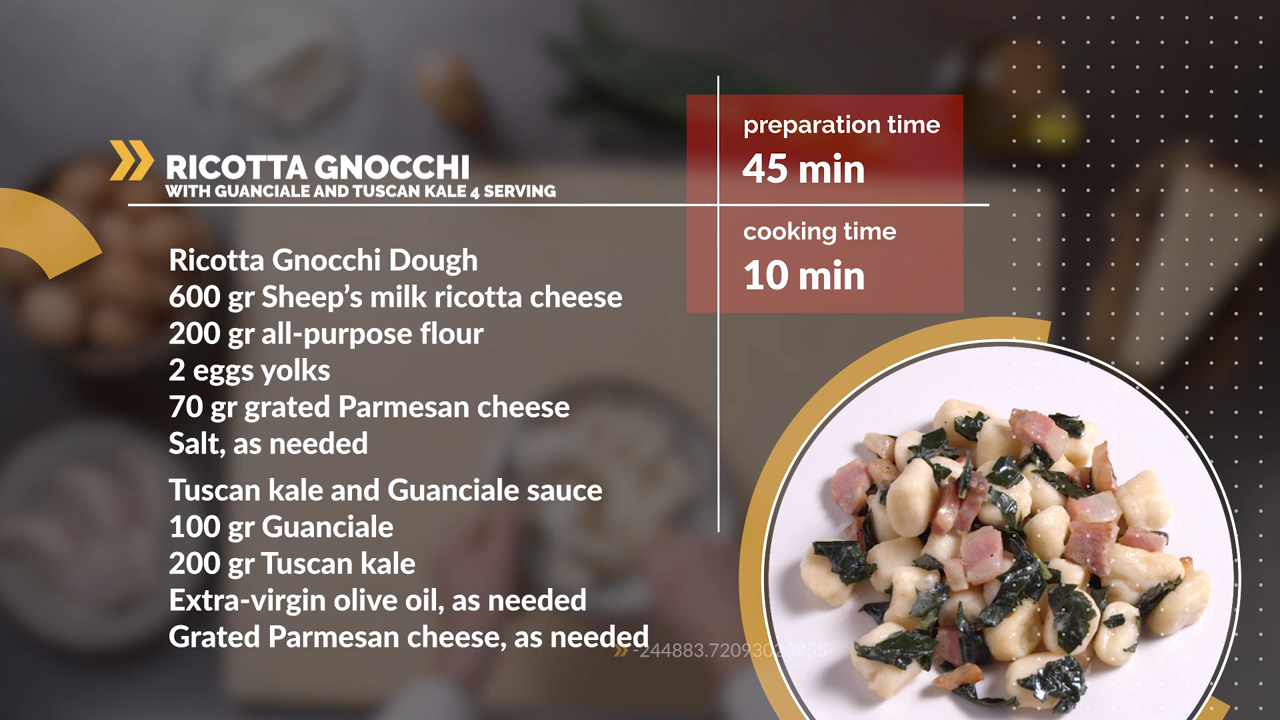 RICOTTA GNOCCHI
WITH GUANCIALE AND TUSCAN KALE 4 SERVING
preparation time
45 min
cooking time
10 min
Ricotta Gnocchi Dough
600 gr Sheep’s milk ricotta cheese
200 gr all-purpose flour
2 eggs yolks
70 gr grated Parmesan cheese
Salt, as needed
Tuscan kale and Guanciale sauce
100 gr Guanciale
200 gr Tuscan kale
Extra-virgin olive oil, as needed
Grated Parmesan cheese, as needed